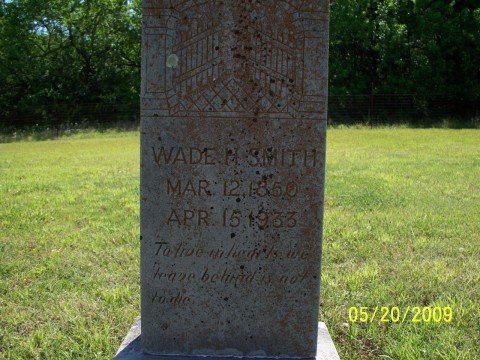 WADE H. SMITH
MAR. 12, 1860
APR. 15, 1933
To live in hearts we
leave behind is not
to die.
05/20/2009